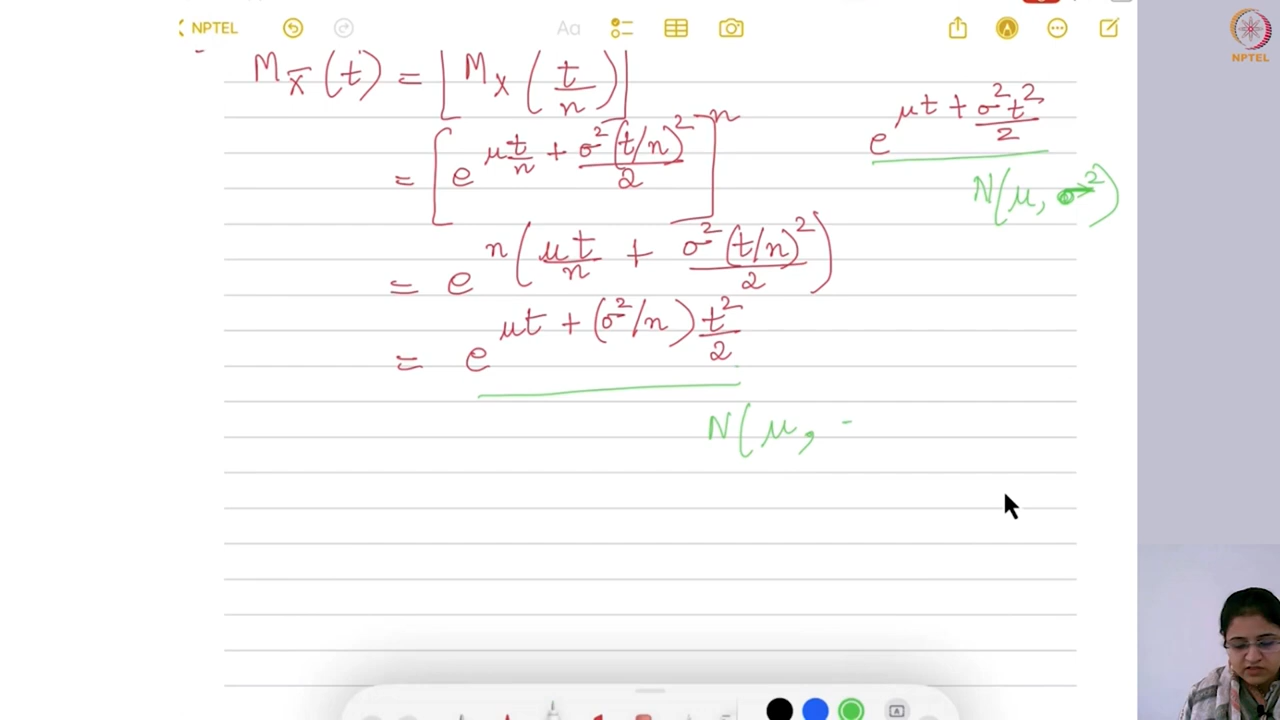 NPTEL
Aa
NPTEL
M_X̄(t) = [M_X(t/n)]
= [e^{μt/n + σ²(t/n)²/2}]^n
e^{μt + σ²t²/2}
N(μ, σ²)
= e^{n(μt/n + σ²(t/n)²/2)}
= e^{μt + (σ²/n) t²/2}
N(μ, -
A